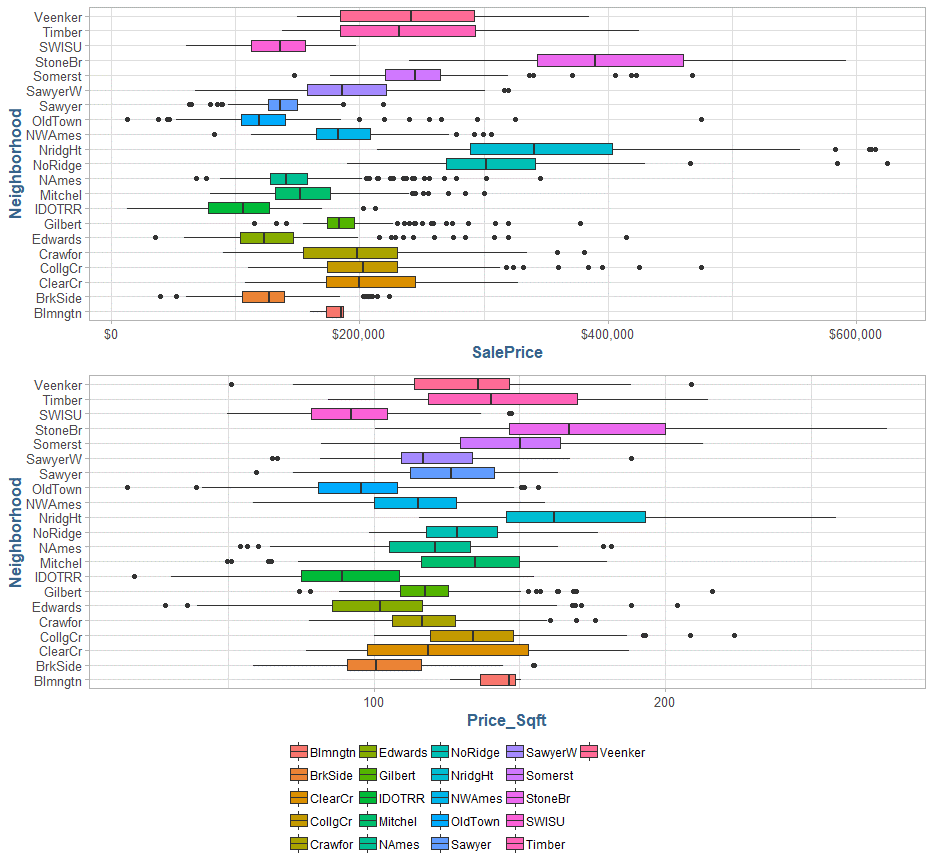 Neighborhood
Veenker
Timber
SWISU
StoneBr
Somerst
SawyerW
Sawyer
OldTown
NWAmes
NridgHt
NoRidge
NAmes
Mitchel
IDOTRR
Gilbert
Edwards
Crawfor
CollgCr
ClearCr
BrkSide
Blmngtn
$0 $200,000 $400,000 $600,000
SalePrice
Neighborhood
Veenker
Timber
SWISU
StoneBr
Somerst
SawyerW
Sawyer
OldTown
NWAmes
NridgHt
NoRidge
NAmes
Mitchel
IDOTRR
Gilbert
Edwards
Crawfor
CollgCr
ClearCr
BrkSide
Blmngtn
100 200
Price_Sqft
Blmngtn Edwards NoRidge SawyerW Veenker
BrkSide Gilbert NridgHt Somerst
ClearCr IDOTRR NWAmes StoneBr
CollgCr Mitchel OldTown SWISU
Crawfor NAmes Sawyer Timber